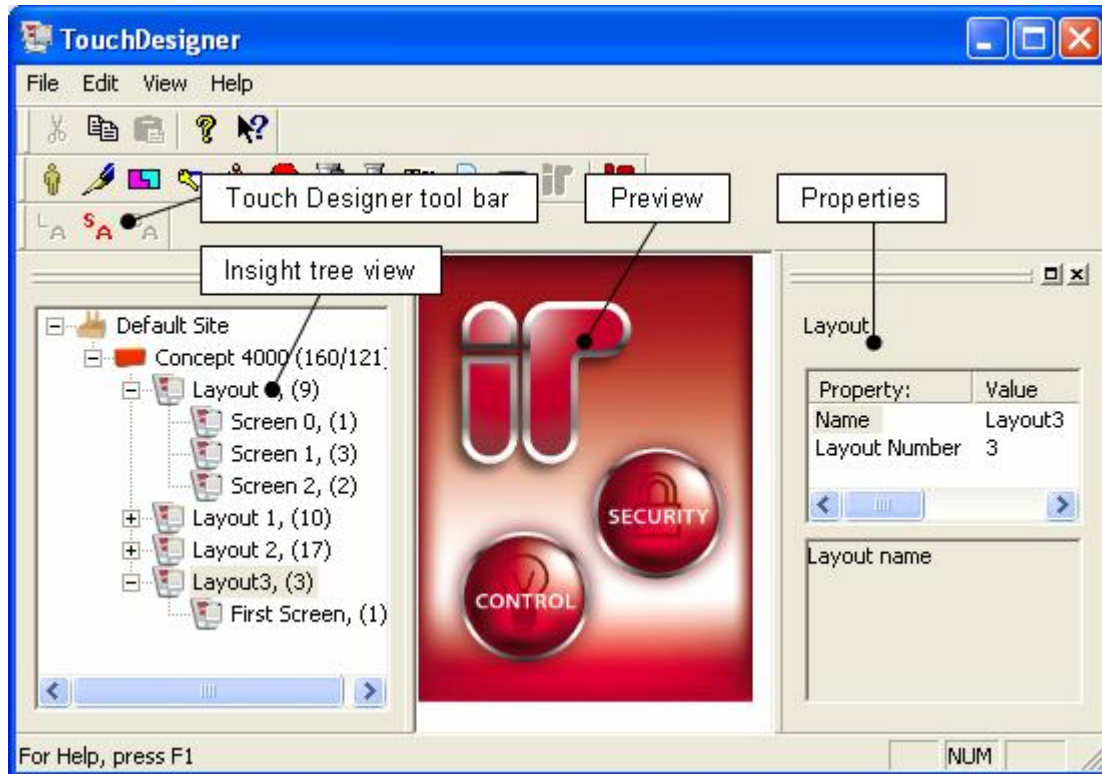 TouchDesigner
File Edit View Help
Touch Designer tool bar
Preview
Properties
L A S A A
Insight tree view
Default Site
Concept 4000 (160/121)
Layout , (9)
Screen 0, (1)
Screen 1, (3)
Screen 2, (2)
Layout 1, (10)
Layout 2, (17)
Layout3, (3)
First Screen, (1)
ir
SECURITY
CONTROL
Layout
Property: Value
Name Layout3
Layout Number 3
Layout name
For Help, press F1
NUM